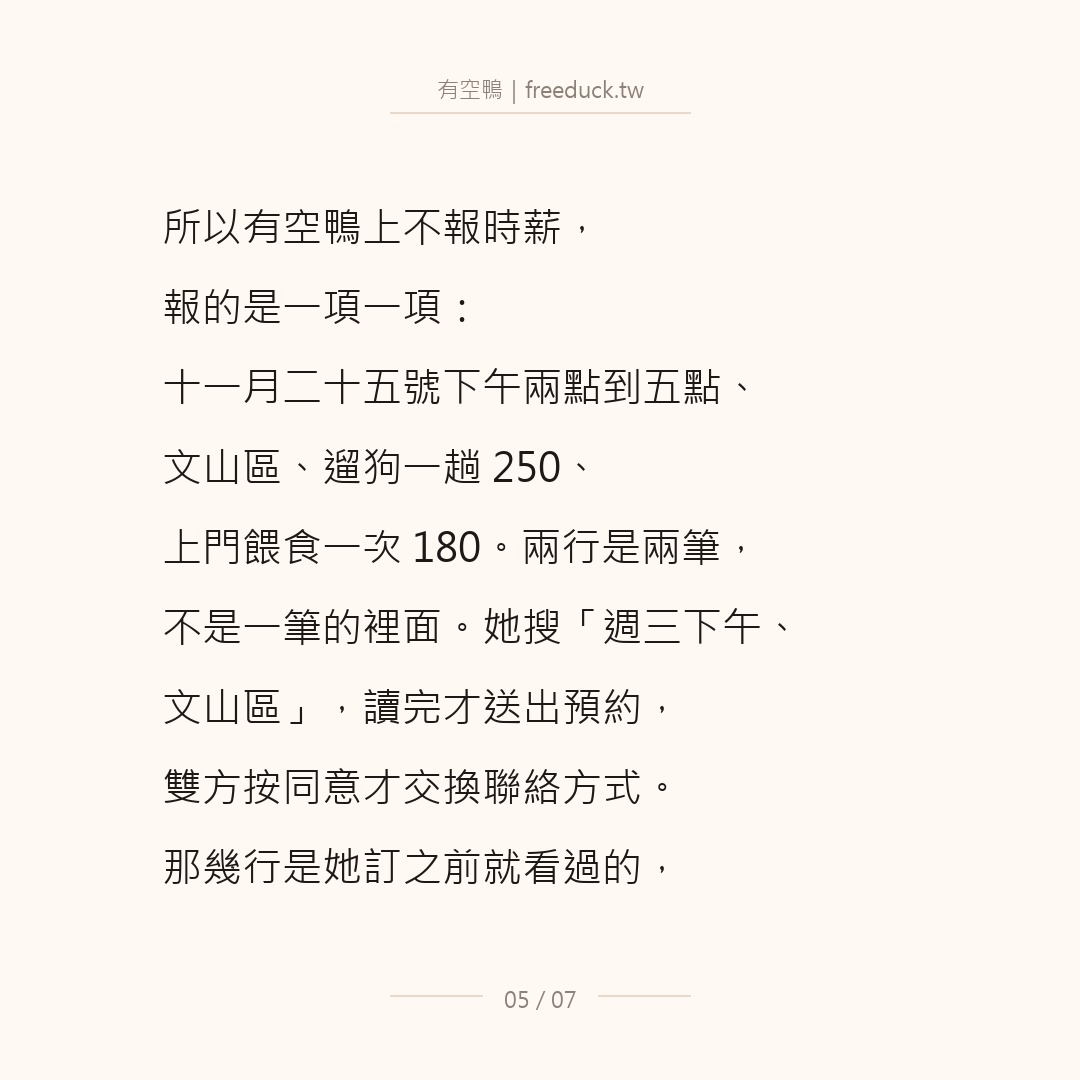 有空鴨 | freeduck.tw
所以有空鴨上不報時薪，
報的是一項一項：
十一月二十五號下午兩點到五點、
文山區、遛狗一趟 250、
上門餵食一次 180。兩行是兩筆，
不是一筆的裡面。她搜「週三下午、
文山區」，讀完才送出預約，
雙方按同意才交換聯絡方式。
那幾行是她訂之前就看過的，
05 / 07